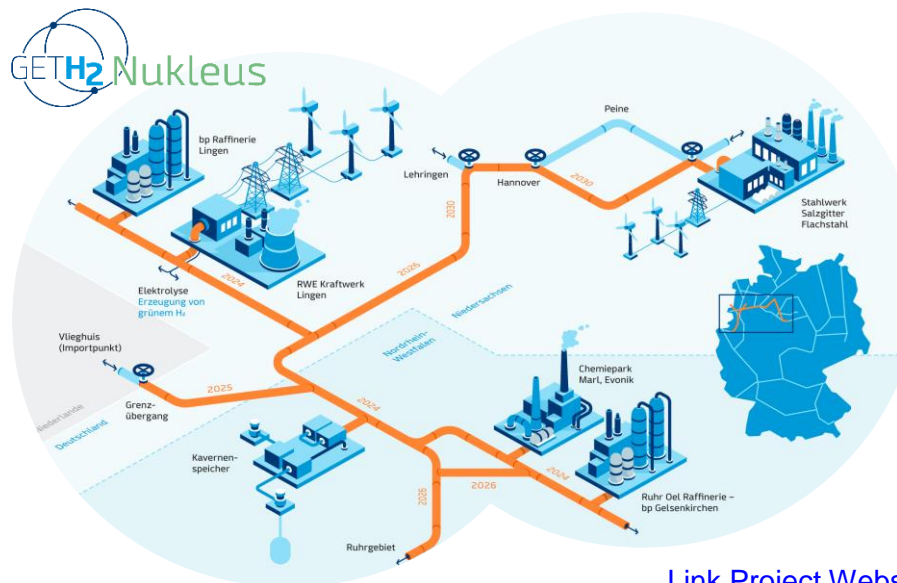 GETH2 Nukleus
bp Raffinerie
Lingen
Peine
Lehringen
Hannover
2030
2030
Stahlwerk
Salzgitter
Flachstahl
Elektrolyse
Erzeugung von
grünem H₂
2024
RWE Kraftwerk
Lingen
2026
Niedersachsen
Nordrhein-
Westfalen
Vlieghuis
(Importpunkt)
2025
Grenz-
übergang
Niederlande
Deutschland
Chemiepark
Marl, Evonik
2024
Kavernen-
speicher
2024
2026
2026
Ruhr Oel Raffinerie –
bp Gelsenkirchen
Ruhrgebiet
Link Project Webs